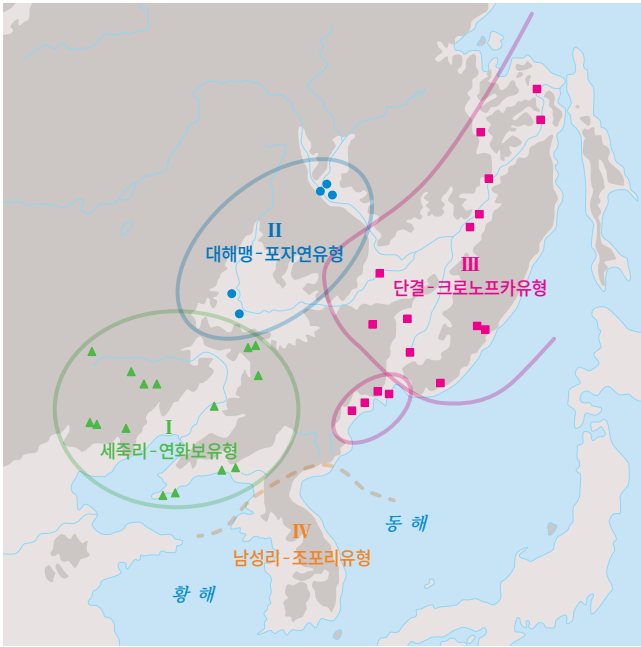 II
대해맹-포자연유형
III
단결-크로노프카유형
I
세죽리-연화보유형
동 해
IV
남성리-조포리유형
황 해